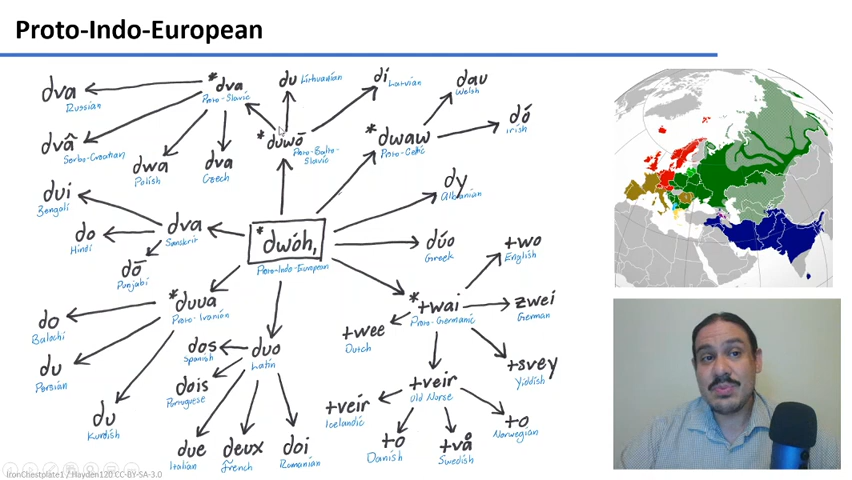 Proto-Indo-European
dva
Russian
*dva
Proto-Slavic
du Lithuanian
di
Latvian
dav
Welsh
dvâ
Serbo-Croatian
dwa
Polish
dva
Czech
*duwō
Proto-Balto-
Slavic
*dwaw
Proto-Celtic
dó
Irish
dui
Bengali
do
Hindi
dva
Sanskrit
dō
Punjabi
*dwóh₁
Proto-Indo-European
dy
Albanian
dúo
Greek
two
English
*duua
Proto-Iranian
do
Balochi
du
Persian
du
Kurdish
duo
Latin
dos
Spanish
dois
Portuguese
due
Italian
deux
French
doi
Romanian
*twai
Proto-Germanic
zwei
German
twee
Dutch
tsvey
Yiddish
tveir
Old Norse
tveir
Icelandic
to
Danish
två
Swedish
to
Norwegian
IronChestplate1 / Hayden120 CC-BY-SA-3.0